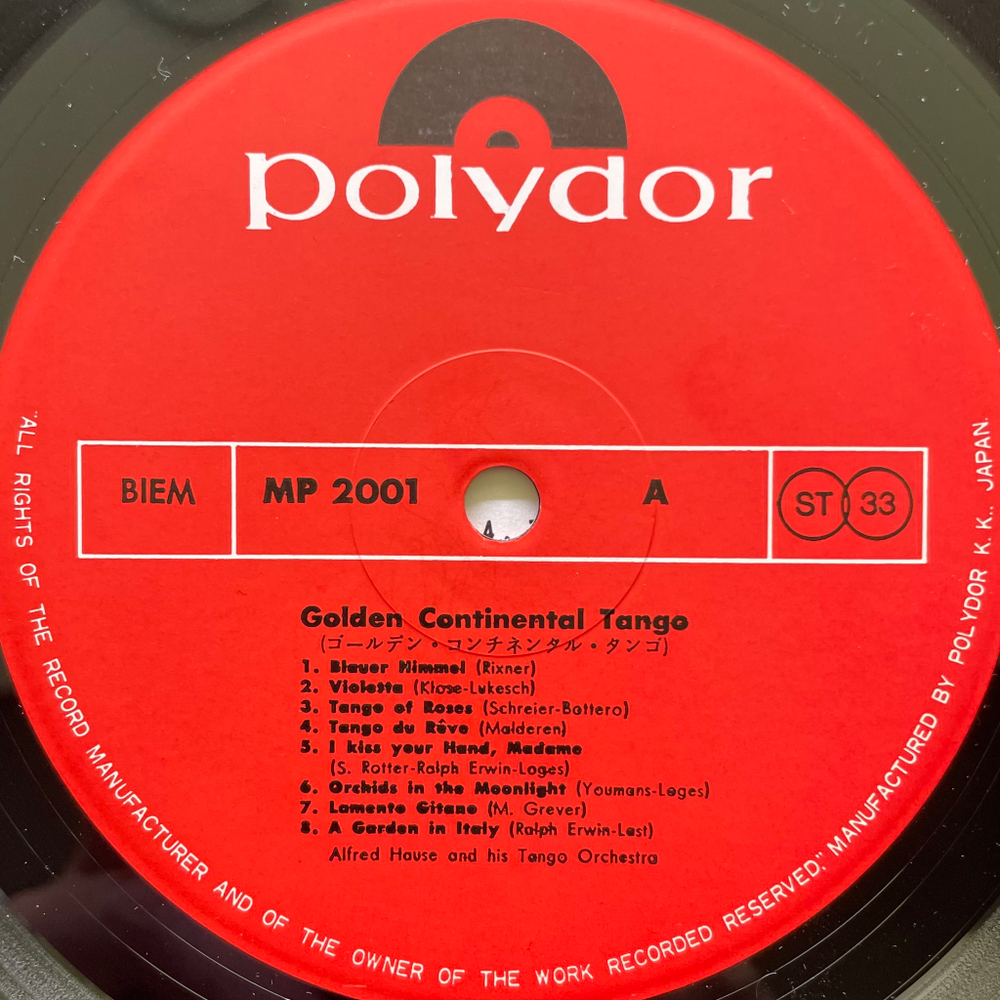 polydor
BIEM MP 2001 A ST 33
Golden Continental Tango
(ゴールデン・コンチネンタル・タンゴ)
1. Blauer Himmel (Rixner)
2. Violetta (Klose-Lukesch)
3. Tango of Roses (Schreier-Bottero)
4. Tango du Rêve (Malderen)
5. I kiss your Hand, Madame
(S. Rotter-Ralph Erwin-Loges)
6. Orchids in the Moonlight (Youmans-Loges)
7. Lamento Gitano (M. Grever)
8. A Garden in Italy (Ralph Erwin-Last)
Alfred Hause and his Tango Orchestra
"ALL RIGHTS OF THE RECORD MANUFACTURER AND OF THE OWNER OF THE WORK RECORDED RESERVED," MANUFACTURED BY POLYDOR K. K., JAPAN.